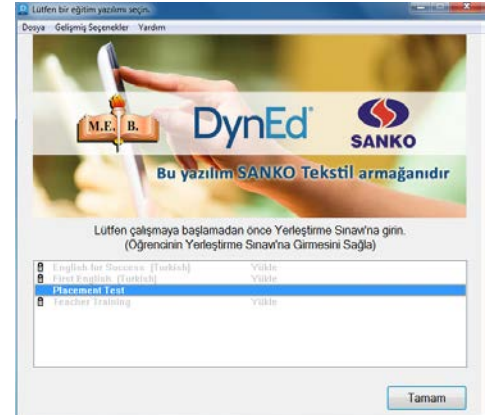 Lütfen bir eğitim yazılımı seçin.
Dosya Gelişmiş Seçenekler Yardım
M.E. B.
DynEd
SANKO
Bu yazılım SANKO Tekstil armağanıdır
Lütfen çalışmaya başlamadan önce Yerleştirme Sınavı'na girin.
(Öğrencinin Yerleştirme Sınavı'na Girmesini Sağla)
English for Success [Turkish] Yükle
First English [Turkish] Yükle
Placement Test
Teacher Training Yükle
Tamam